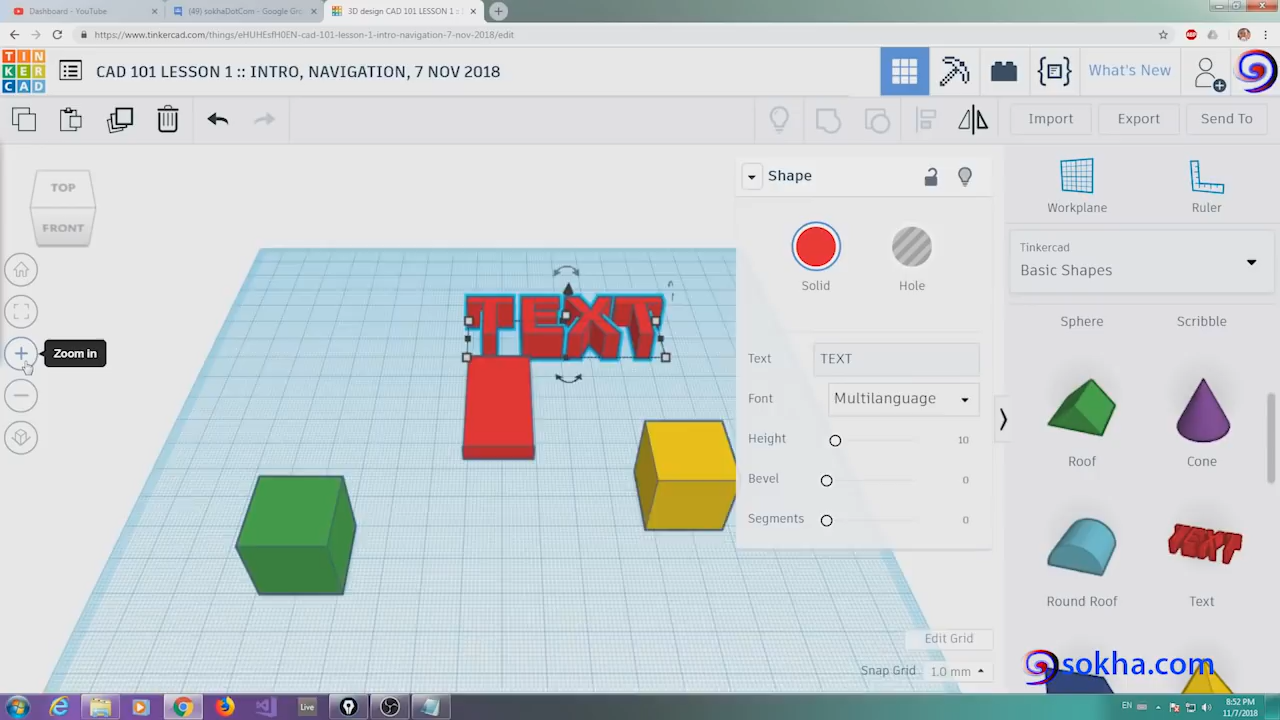 Dashboard - YouTube
(49) sokhaDotCom - Google Gro
3D design CAD 101 LESSON 1 ::
https://www.tinkercad.com/things/eHUHEsfH0EN-cad-101-lesson-1-intro-navigation-7-nov-2018/edit
TIN
KER
CAD
CAD 101 LESSON 1 :: INTRO, NAVIGATION, 7 NOV 2018
What's New
Import
Export
Send To
TOP
FRONT
Zoom in
TEXT
Shape
Solid
Hole
Text
TEXT
Font
Multilanguage
Height
10
Bevel
0
Segments
0
Edit Grid
Snap Grid
1.0 mm
Workplane
Ruler
Tinkercad
Basic Shapes
Sphere
Scribble
Roof
Cone
TEXT
Round Roof
Text
sokha.com
Live
EN
8:52 PM
11/7/2018